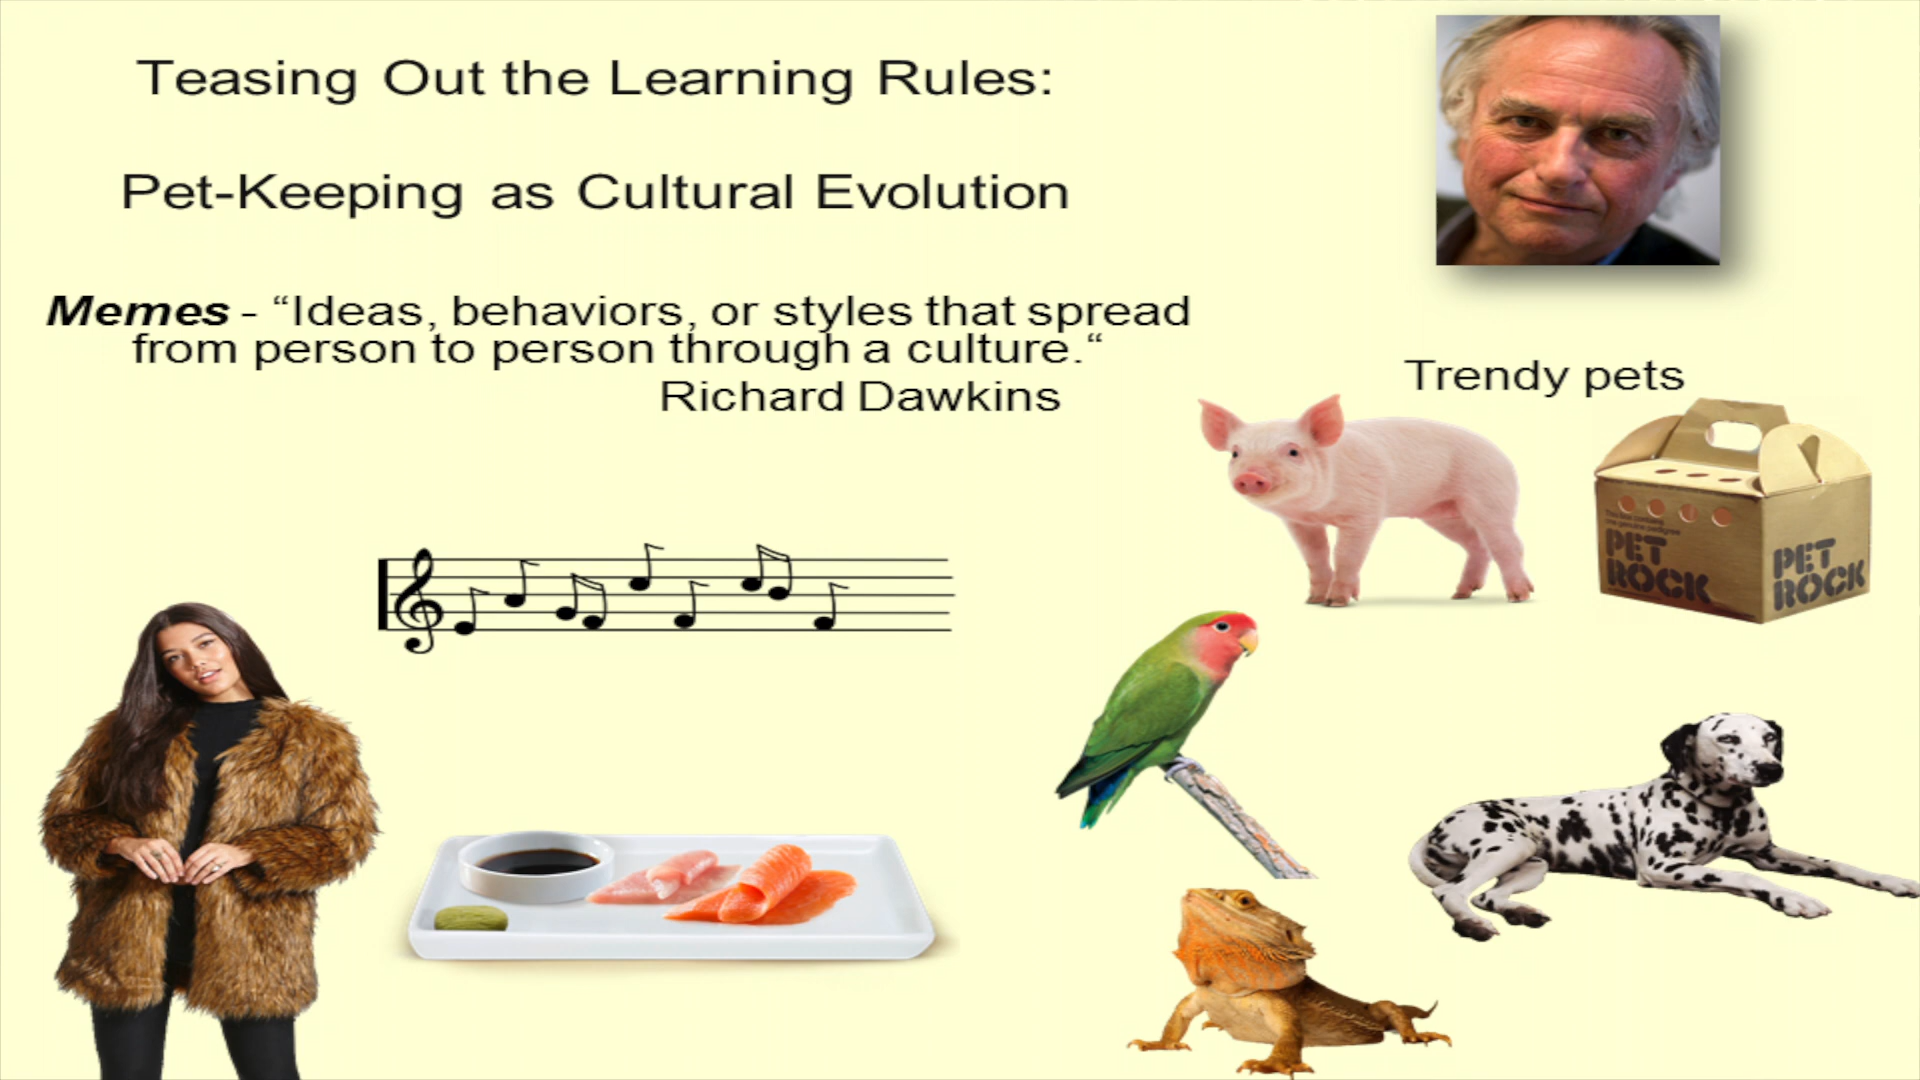 Teasing Out the Learning Rules:
Pet-Keeping as Cultural Evolution
Memes - “Ideas, behaviors, or styles that spread
from person to person through a culture.“
Richard Dawkins
Trendy pets
PET
ROCK
PET
ROCK